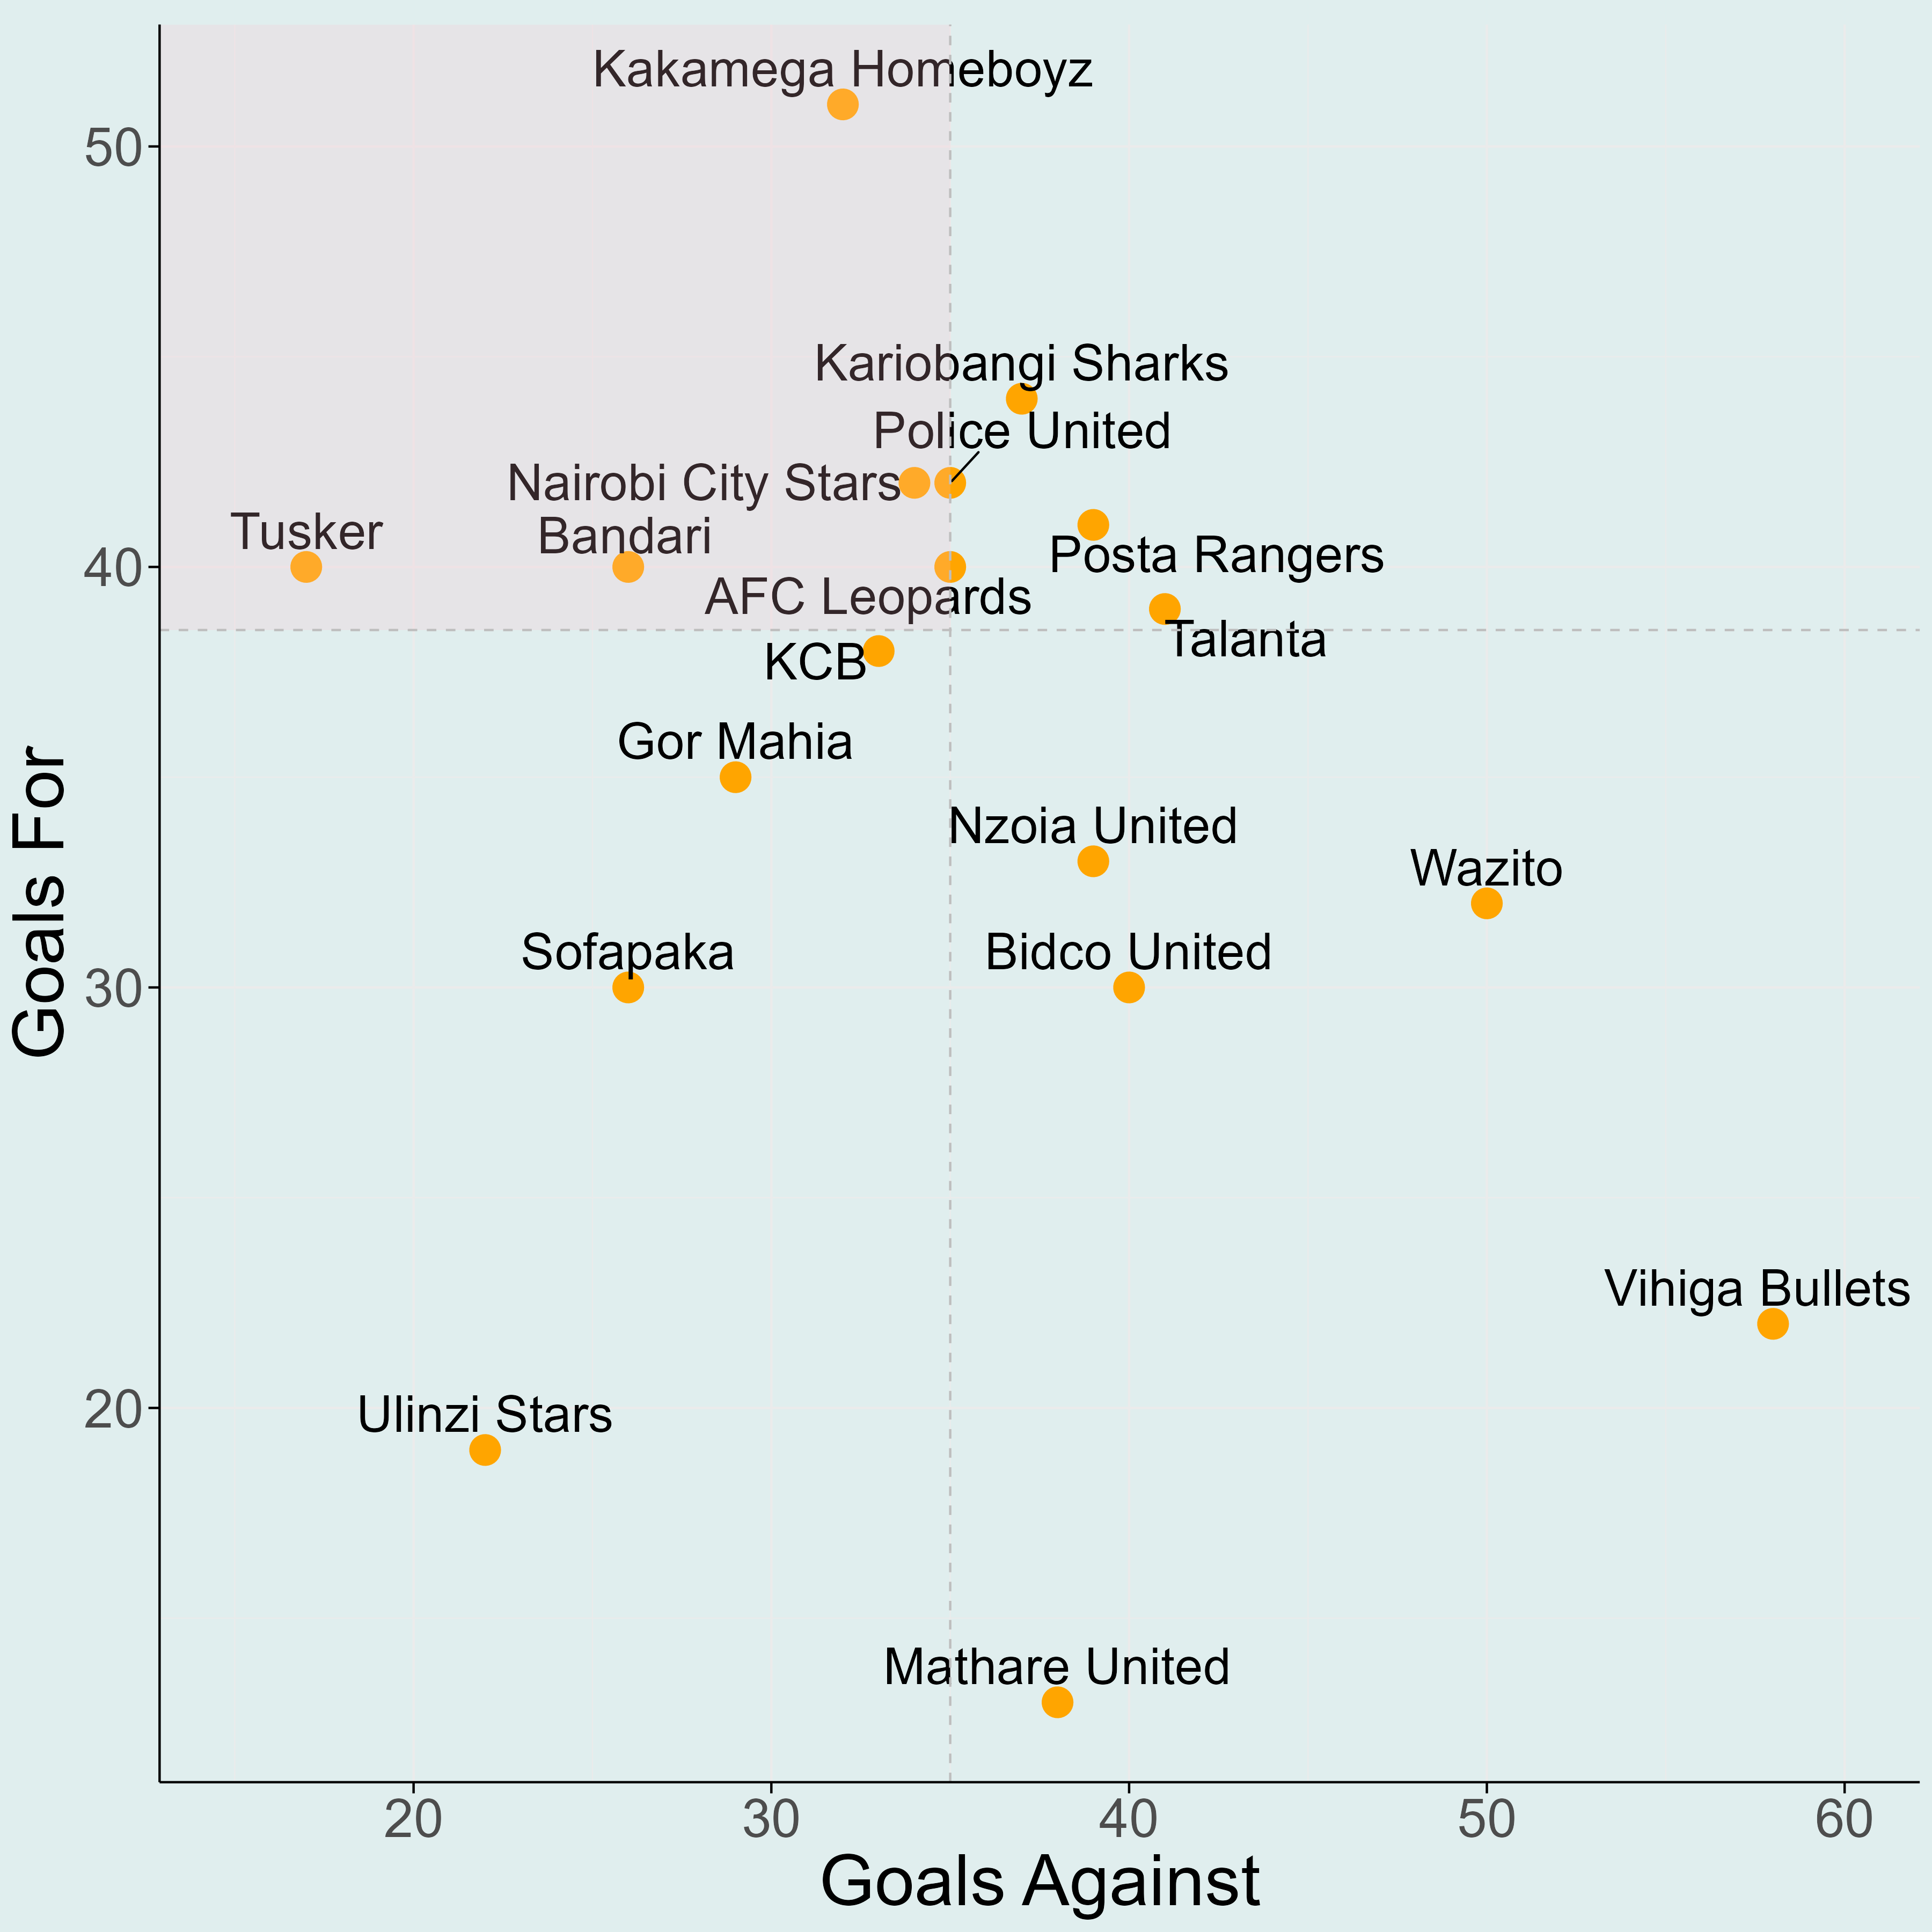 Kakamega Homeboyz
50
Kariobangi Sharks
Police United
Nairobi City Stars
Tusker
Bandari
Posta Rangers
40
AFC Leopards
Talanta
KCB
Gor Mahia
Nzoia United
Wazito
Goals For
Sofapaka
Bidco United
30
Vihiga Bullets
Ulinzi Stars
20
Mathare United
20 30 40 50 60
Goals Against